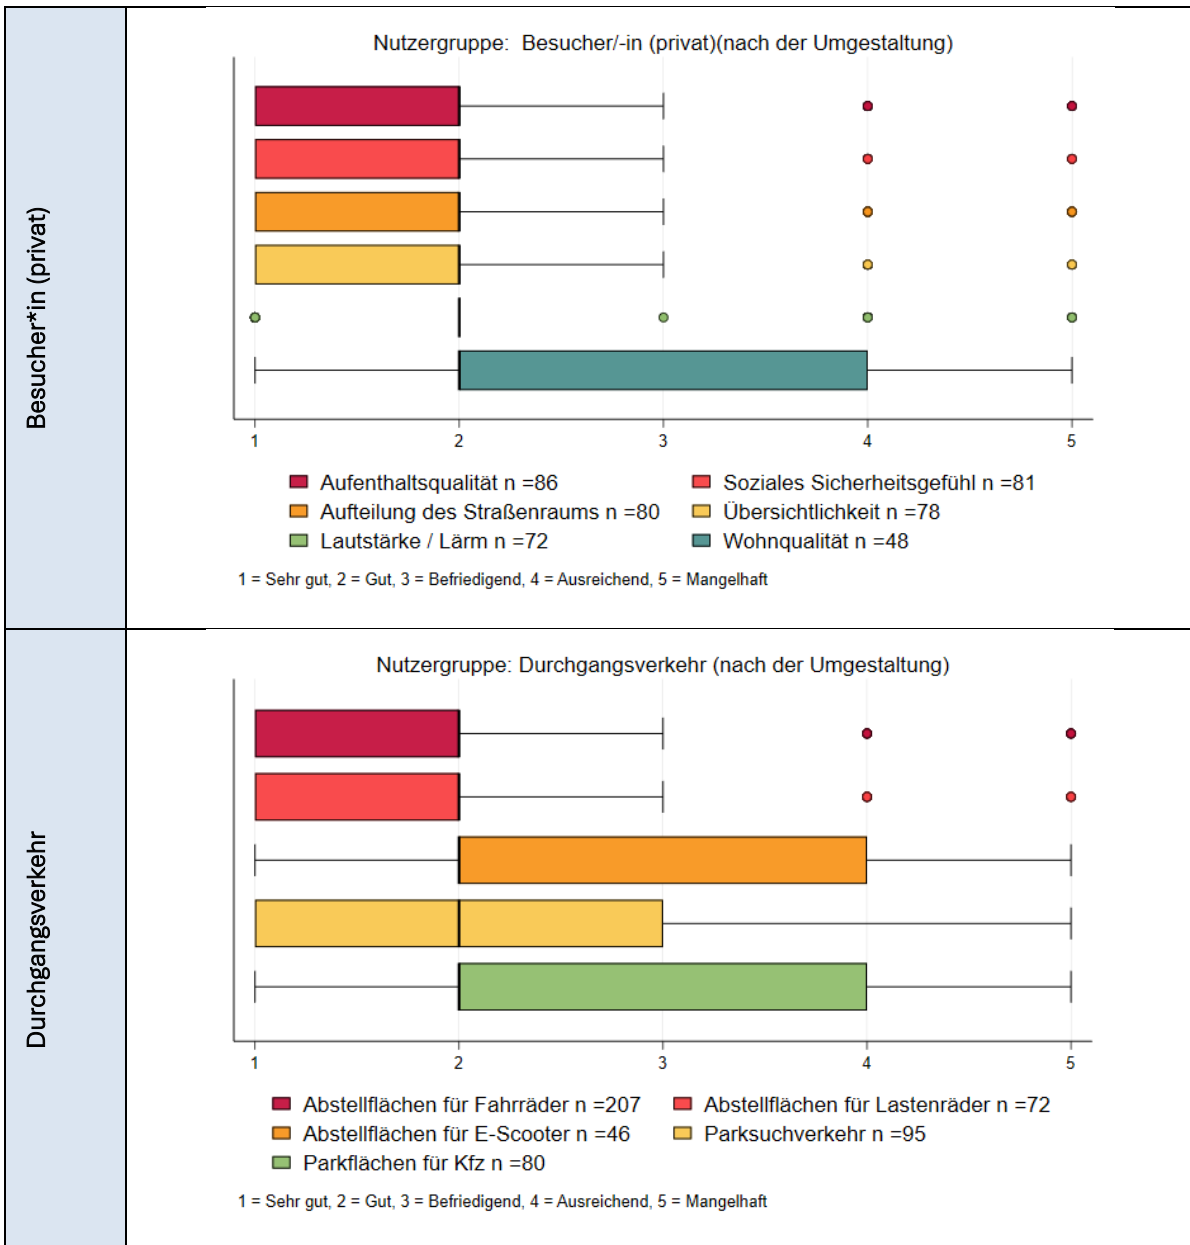 Besucher*in (privat)
Nutzergruppe:  Besucher/-in (privat)(nach der Umgestaltung)
1 2 3 4 5
Aufenthaltsqualität n =86 Soziales Sicherheitsgefühl n =81
Aufteilung des Straßenraums n =80 Übersichtlichkeit n =78
Lautstärke / Lärm n =72 Wohnqualität n =48
1 = Sehr gut, 2 = Gut, 3 = Befriedigend, 4 = Ausreichend, 5 = Mangelhaft
Durchgangsverkehr
Nutzergruppe: Durchgangsverkehr (nach der Umgestaltung)
1 2 3 4 5
Abstellflächen für Fahrräder n =207 Abstellflächen für Lastenräder n =72
Abstellflächen für E-Scooter n =46 Parksuchverkehr n =95
Parkflächen für Kfz n =80
1 = Sehr gut, 2 = Gut, 3 = Befriedigend, 4 = Ausreichend, 5 = Mangelhaft